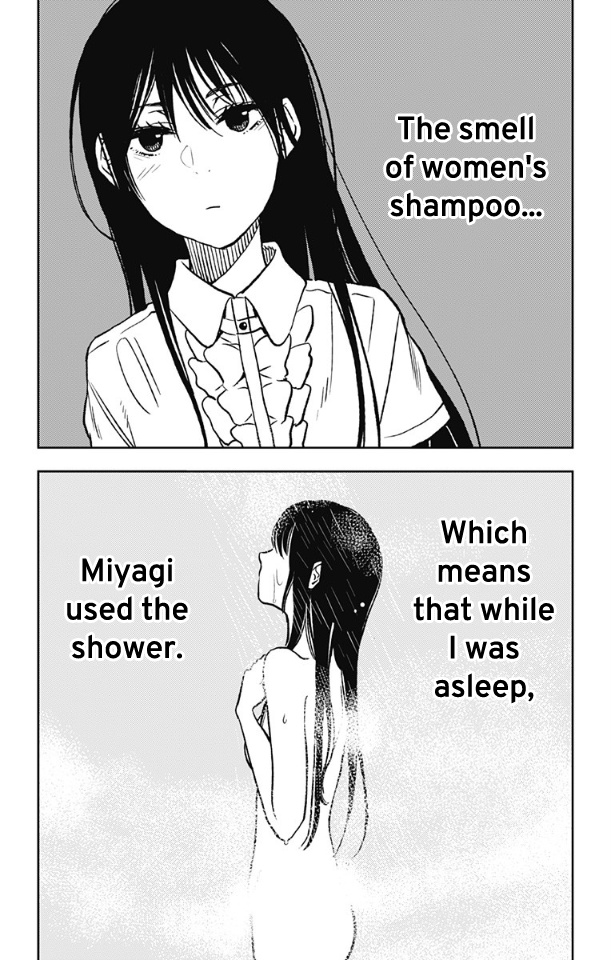 The smell
of women's
shampoo...
Which
means
that while
I was
asleep,
Miyagi
used the
shower.